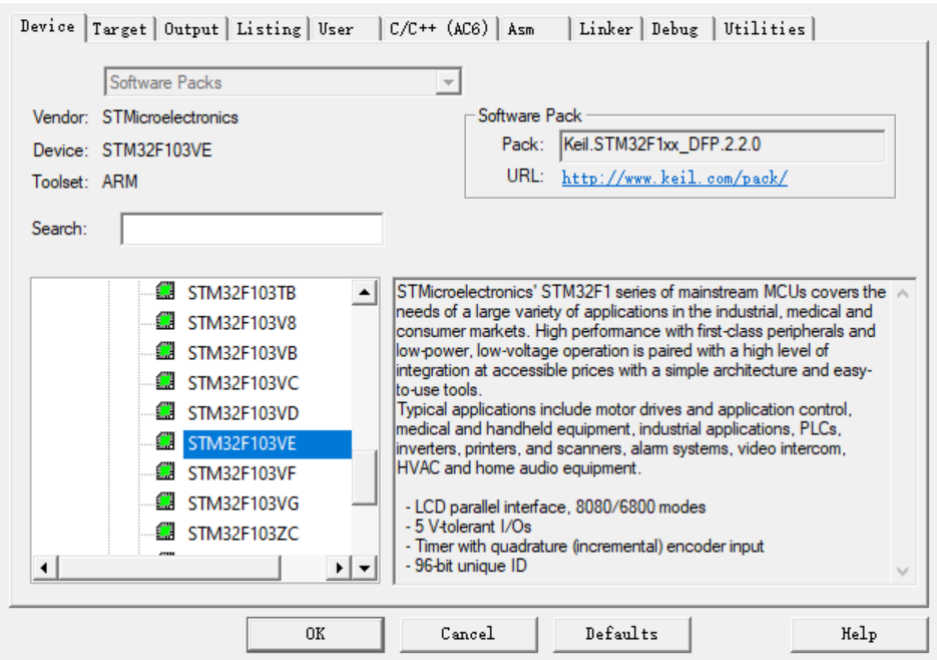 Device Target Output Listing User C/C++ (AC6) Asm Linker Debug Utilities
Software Packs
Vendor: STMicroelectronics
Device: STM32F103VE
Toolset: ARM
Software Pack
Pack: Keil.STM32F1xx_DFP.2.2.0
URL: http://www.keil.com/pack/
Search:
STM32F103TB
STM32F103V8
STM32F103VB
STM32F103VC
STM32F103VD
STM32F103VE
STM32F103VF
STM32F103VG
STM32F103ZC
STMicroelectronics' STM32F1 series of mainstream MCUs covers the
needs of a large variety of applications in the industrial, medical and
consumer markets. High performance with first-class peripherals and
low-power, low-voltage operation is paired with a high level of
integration at accessible prices with a simple architecture and easy-
to-use tools.
Typical applications include motor drives and application control,
medical and handheld equipment, industrial applications, PLCs,
inverters, printers, and scanners, alarm systems, video intercom,
HVAC and home audio equipment.
- LCD parallel interface, 8080/6800 modes
- 5 V-tolerant I/Os
- Timer with quadrature (incremental) encoder input
- 96-bit unique ID
OK Cancel Defaults Help